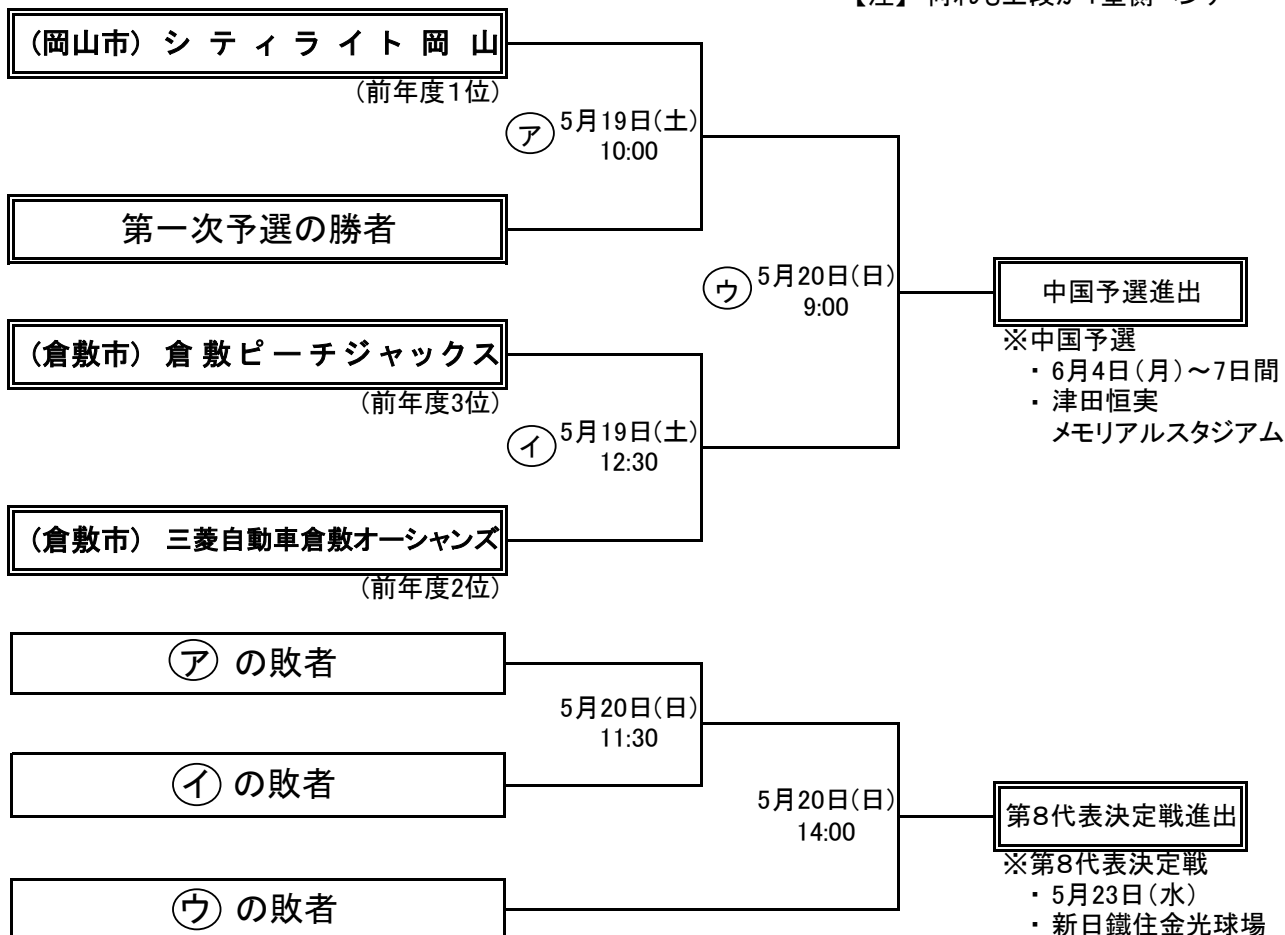 (岡山市) シティライト岡山
(前年度1位)
ア 5月19日(土)
10:00
第一次予選の勝者
ウ 5月20日(日)
9:00
中国予選進出
※中国予選
・ 6月4日(月)~7日間
・ 津田恒実
メモリアルスタジアム
(倉敷市) 倉敷ピーチジャックス
(前年度3位)
イ 5月19日(土)
12:30
(倉敷市) 三菱自動車倉敷オーシャンズ
(前年度2位)
ア の敗者
5月20日(日)
11:30
イ の敗者
5月20日(日)
14:00
第8代表決定戦進出
※第8代表決定戦
・ 5月23日(水)
・ 新日鐵住金光球場
ウ の敗者